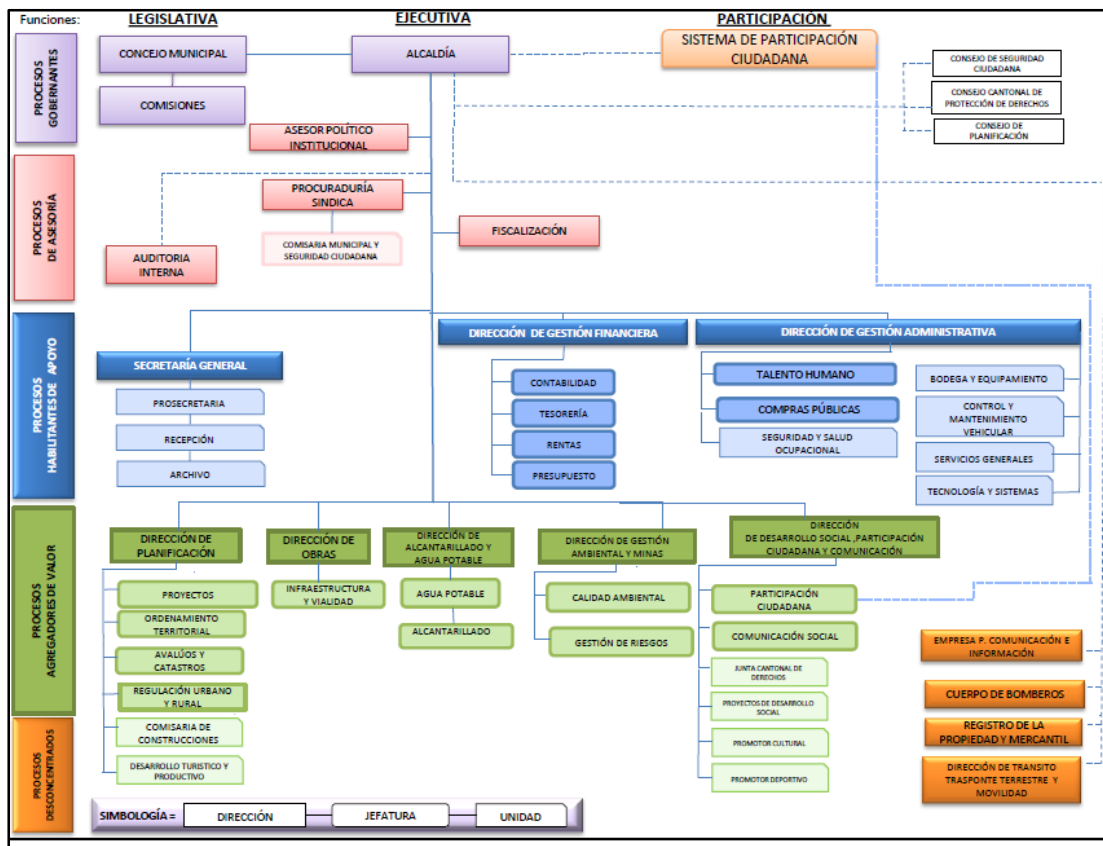 Funciones:
LEGISLATIVA
EJECUTIVA
PARTICIPACIÓN
PROCESOS
GOBERNANTES
CONCEJO MUNICIPAL
ALCALDÍA
SISTEMA DE PARTICIPACIÓN
CIUDADANA
COMISIONES
CONSEJO DE SEGURIDAD
CIUDADANA
CONSEJO CANTONAL DE
PROTECCIÓN DE DERECHOS
CONSEJO DE
PLANIFICACIÓN
ASESOR POLÍTICO
INSTITUCIONAL
PROCESOS
DE ASESORÍA
PROCURADURÍA
SINDICA
FISCALIZACIÓN
COMISARIA MUNICIPAL Y
SEGURIDAD CIUDADANA
AUDITORIA
INTERNA
PROCESOS
HABILITANTES DE APOYO
SECRETARÍA GENERAL
PROSECRETARIA
RECEPCIÓN
ARCHIVO
DIRECCIÓN DE GESTIÓN FINANCIERA
CONTABILIDAD
TESORERÍA
RENTAS
PRESUPUESTO
DIRECCIÓN DE GESTIÓN ADMINISTRATIVA
TALENTO HUMANO
COMPRAS PÚBLICAS
SEGURIDAD Y SALUD
OCUPACIONAL
BODEGA Y EQUIPAMIENTO
CONTROL Y
MANTENIMIENTO
VEHICULAR
SERVICIOS GENERALES
TECNOLOGÍA Y SISTEMAS
PROCESOS
AGREGADORES DE VALOR
DIRECCIÓN DE
PLANIFICACIÓN
PROYECTOS
ORDENAMIENTO
TERRITORIAL
AVALÚOS Y
CATASTROS
REGULACIÓN URBANO
Y RURAL
COMISARIA DE
CONSTRUCCIONES
DESARROLLO TURISTICO Y
PRODUCTIVO
DIRECCIÓN DE
OBRAS
INFRAESTRUCTURA
Y VIALIDAD
DIRECCIÓN DE
ALCANTARILLADO Y
AGUA POTABLE
AGUA POTABLE
ALCANTARILLADO
DIRECCIÓN DE GESTIÓN
AMBIENTAL Y MINAS
CALIDAD AMBIENTAL
GESTIÓN DE RIESGOS
DIRECCIÓN
DE DESARROLLO SOCIAL ,PARTICIPACIÓN
CIUDADANA Y COMUNICACIÓN
PARTICIPACIÓN
CIUDADANA
COMUNICACIÓN SOCIAL
JUNTA CANTONAL DE
DERECHOS
PROYECTOS DE DESARROLLO
SOCIAL
PROMOTOR CULTURAL
PROMOTOR DEPORTIVO
PROCESOS
DESCONCENTRADOS
EMPRESA P. COMUNICACIÓN E
INFORMACIÓN
CUERPO DE BOMBEROS
REGISTRO DE LA
PROPIEDAD Y MERCANTIL
DIRECCIÓN DE TRANSITO
TRASPONTE TERRESTRE Y
MOVILIDAD
SIMBOLOGÍA =
DIRECCIÓN
JEFATURA
UNIDAD